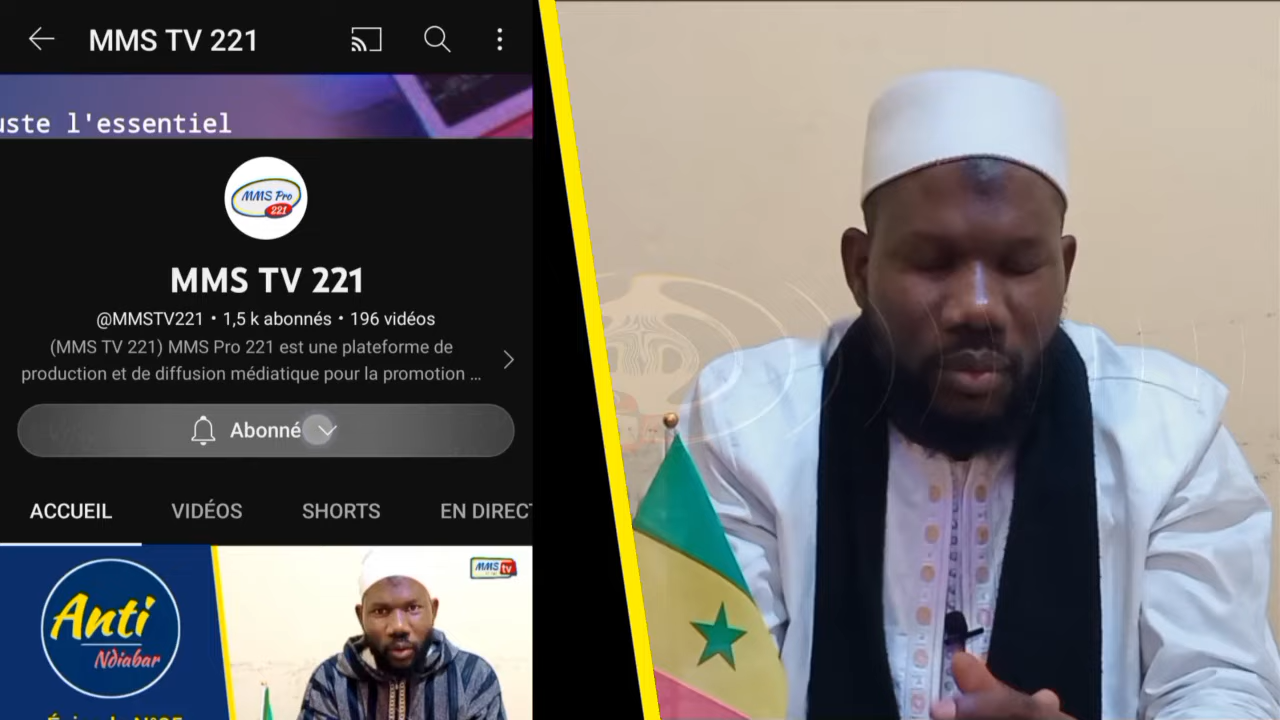 MMS TV 221
uste l'essentiel
MMS Pro
221
MMS TV 221
@MMSTV221 • 1,5 k abonnés • 196 vidéos
(MMS TV 221) MMS Pro 221 est une plateforme de
production et de diffusion médiatique pour la promotion ...
Abonné
ACCUEIL VIDÉOS SHORTS EN DIREC
Anti
Ndiabar
MMS tv